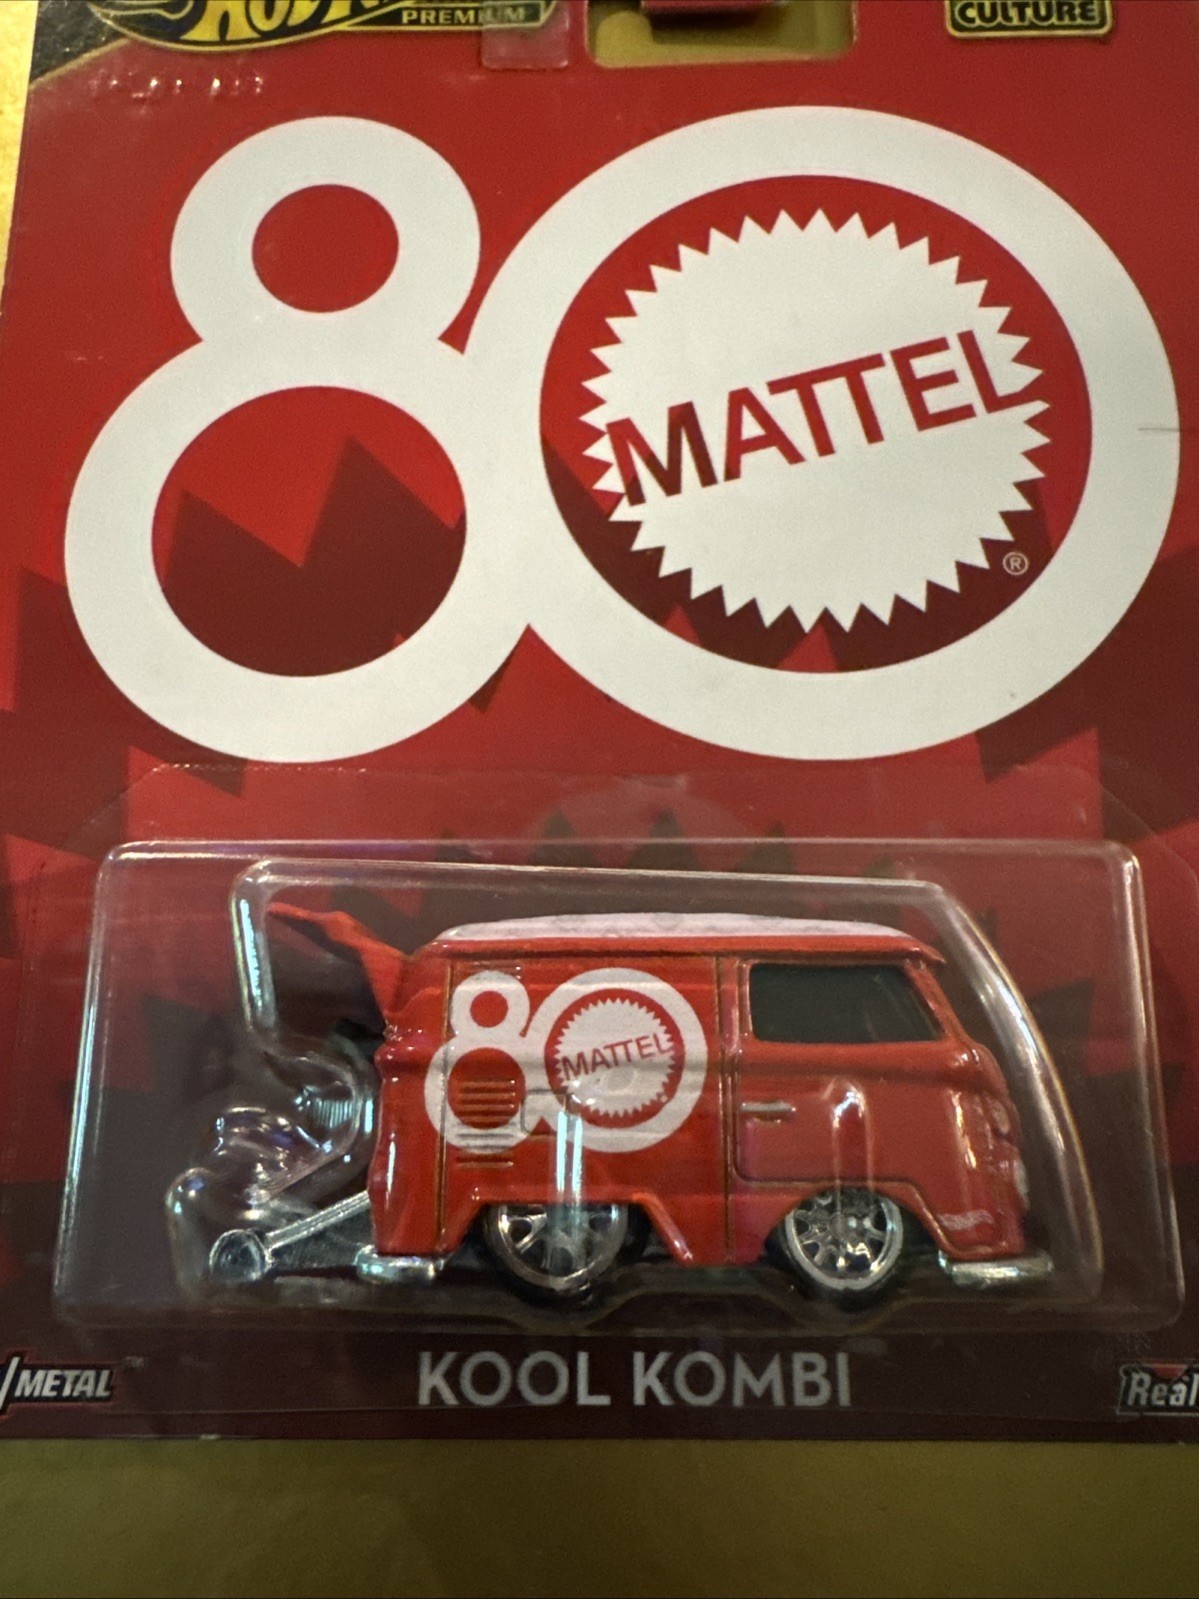 PREMIUM
CULTURE
80
MATTEL
®
80
MATTEL
/METAL
KOOL KOMBI
Real